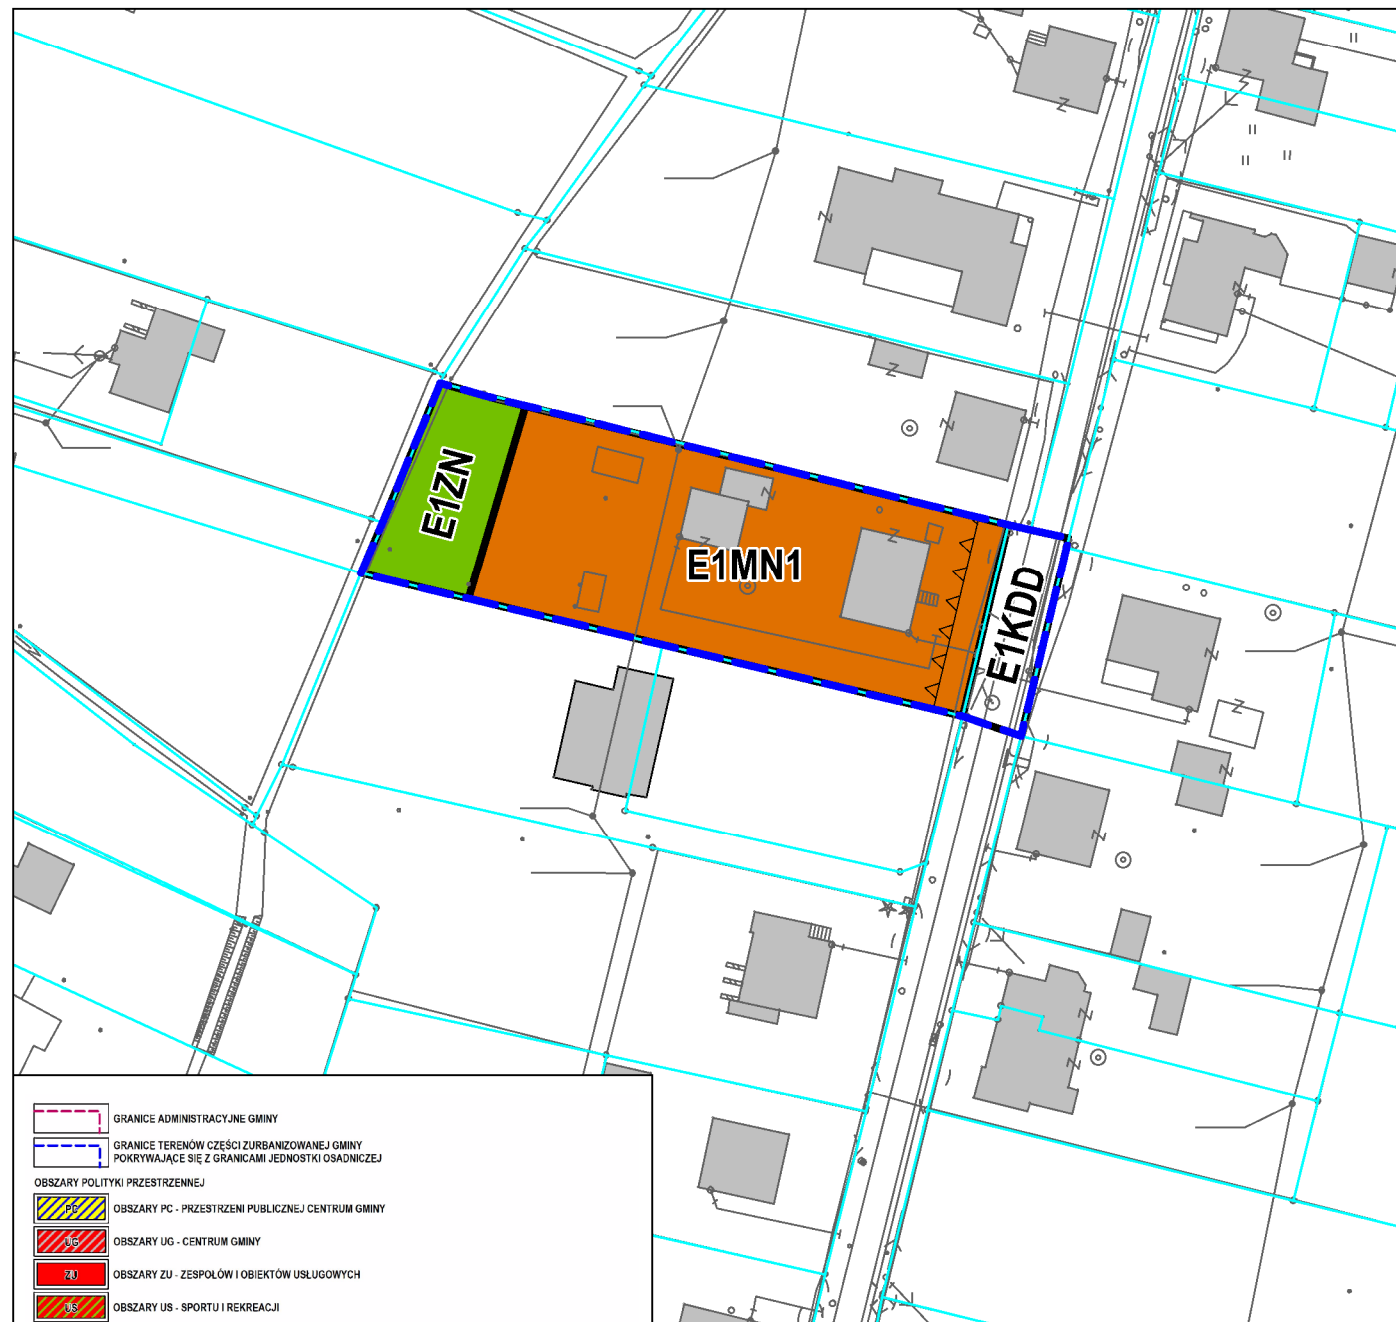 E1ZN
E1MN1
E1KDD
GRANICE ADMINISTRACYJNE GMINY
GRANICE TERENÓW CZĘŚCI ZURBANIZOWANEJ GMINY
POKRYWAJĄCE SIĘ Z GRANICAMI JEDNOSTKI OSADNICZEJ
OBSZARY POLITYKI PRZESTRZENNEJ
PC OBSZARY PC - PRZESTRZENI PUBLICZNEJ CENTRUM GMINY
UG OBSZARY UG - CENTRUM GMINY
ZU OBSZARY ZU - ZESPOŁÓW I OBIEKTÓW USŁUGOWYCH
US OBSZARY US - SPORTU I REKREACJI